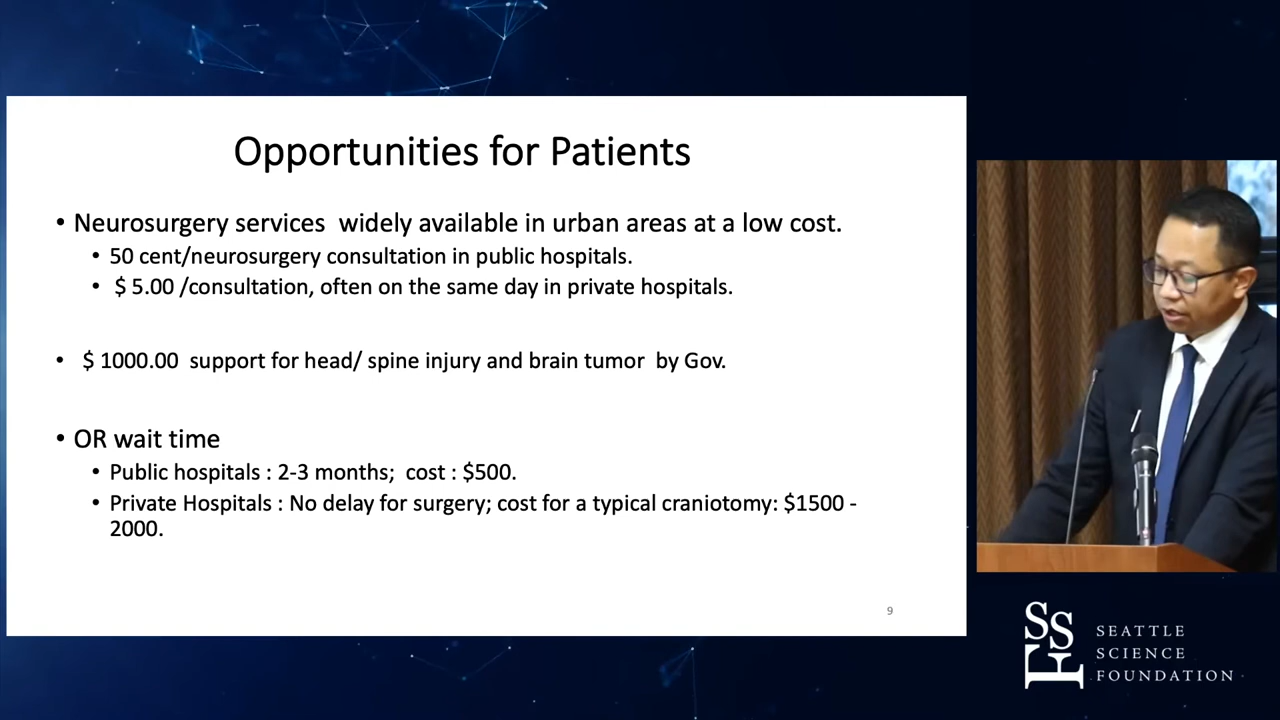 Opportunities for Patients
• Neurosurgery services widely available in urban areas at a low cost.
• 50 cent/neurosurgery consultation in public hospitals.
• $ 5.00 /consultation, often on the same day in private hospitals.
• $ 1000.00 support for head/ spine injury and brain tumor by Gov.
• OR wait time
• Public hospitals : 2-3 months; cost : $500.
• Private Hospitals : No delay for surgery; cost for a typical craniotomy: $1500 -
2000.
9
SSF
SEATTLE
SCIENCE
FOUNDATION